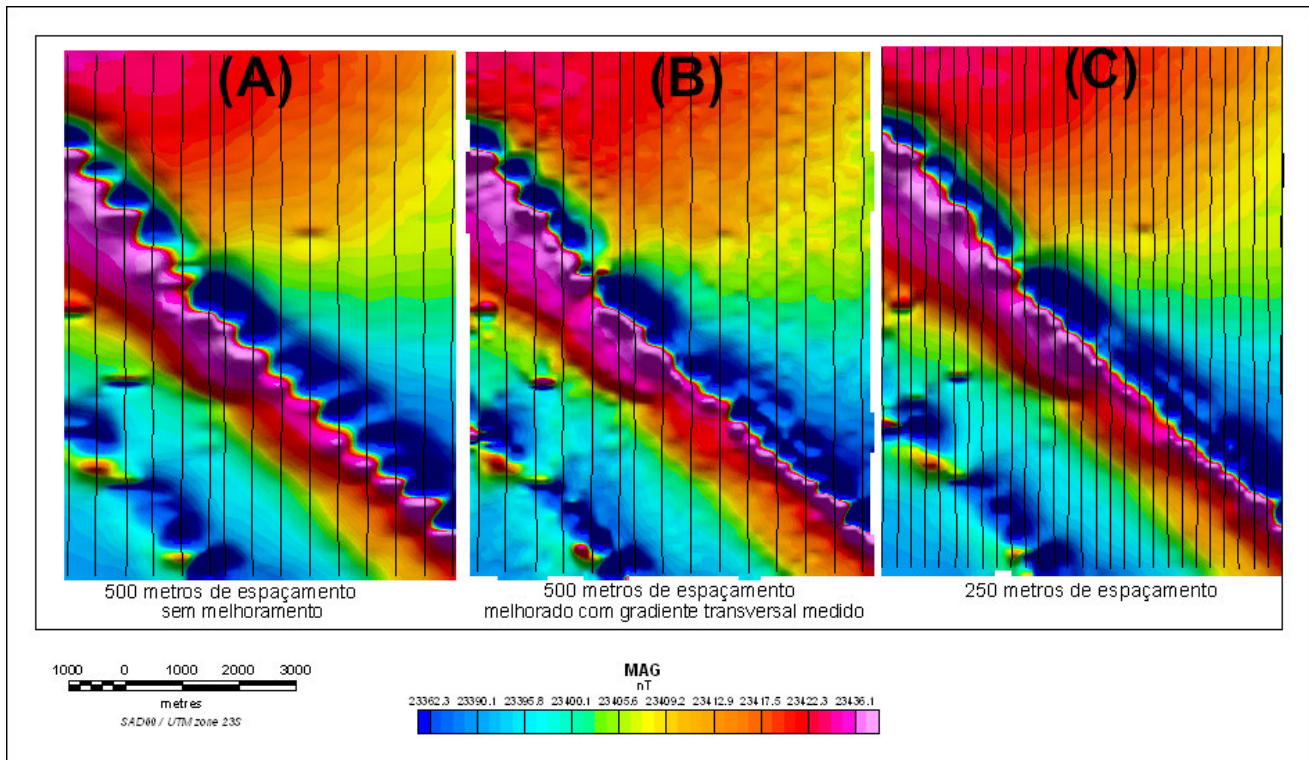 (A)
(B)
(C)
500 metros de espaçamento
sem melhoramento
500 metros de espaçamento
melhorado com gradiente transversal medido
250 metros de espaçamento
1000 0 1000 2000 3000
metres
SAD69 / UTM zone 23S
MAG
nT
23362.3 23390.1 23395.8 23400.1 23405.6 23409.2 23412.9 23417.5 23422.3 23436.1